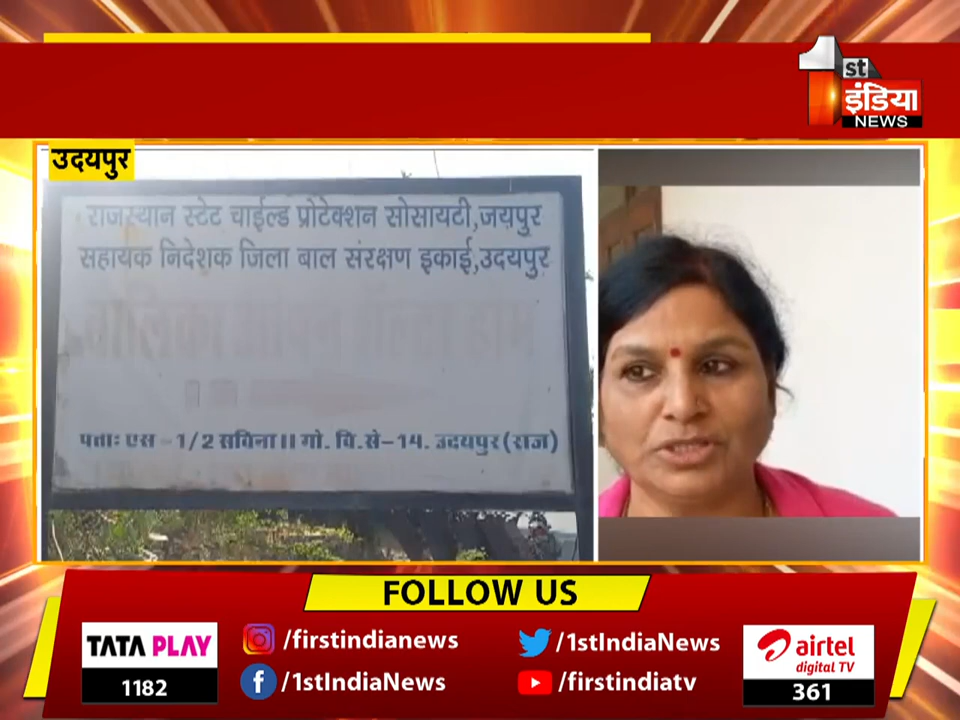 1st
इंडिया
NEWS
उदयपुर
राजस्थान स्टेट चाईल्ड प्रोटेक्शन सोसायटी,जयपुर
सहायक निदेशक जिला बाल संरक्षण इकाई,उदयपुर
बालिका
पताः एस - 1/2 सविना।। गो. वि.से-14. उदयपुर(राज)
FOLLOW US
TATA PLAY
1182
/firstindianews
/1stIndiaNews
/1stIndiaNews
/firstindiatv
airtel
digital TV
361